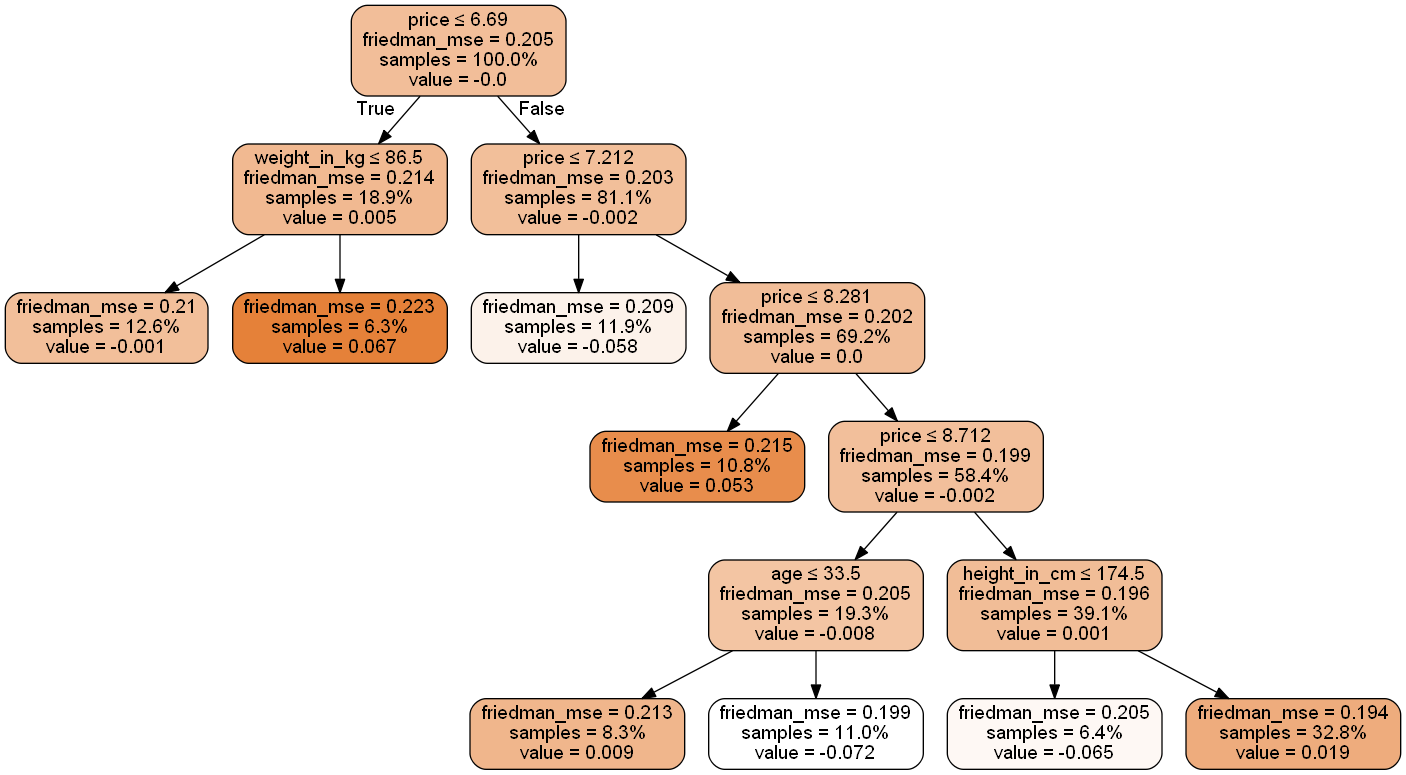 price ≤ 6.69
friedman_mse = 0.205
samples = 100.0%
value = -0.0
True
False
weight_in_kg ≤ 86.5
friedman_mse = 0.214
samples = 18.9%
value = 0.005
price ≤ 7.212
friedman_mse = 0.203
samples = 81.1%
value = -0.002
friedman_mse = 0.21
samples = 12.6%
value = -0.001
friedman_mse = 0.223
samples = 6.3%
value = 0.067
friedman_mse = 0.209
samples = 11.9%
value = -0.058
price ≤ 8.281
friedman_mse = 0.202
samples = 69.2%
value = 0.0
friedman_mse = 0.215
samples = 10.8%
value = 0.053
price ≤ 8.712
friedman_mse = 0.199
samples = 58.4%
value = -0.002
age ≤ 33.5
friedman_mse = 0.205
samples = 19.3%
value = -0.008
height_in_cm ≤ 174.5
friedman_mse = 0.196
samples = 39.1%
value = 0.001
friedman_mse = 0.213
samples = 8.3%
value = 0.009
friedman_mse = 0.199
samples = 11.0%
value = -0.072
friedman_mse = 0.205
samples = 6.4%
value = -0.065
friedman_mse = 0.194
samples = 32.8%
value = 0.019